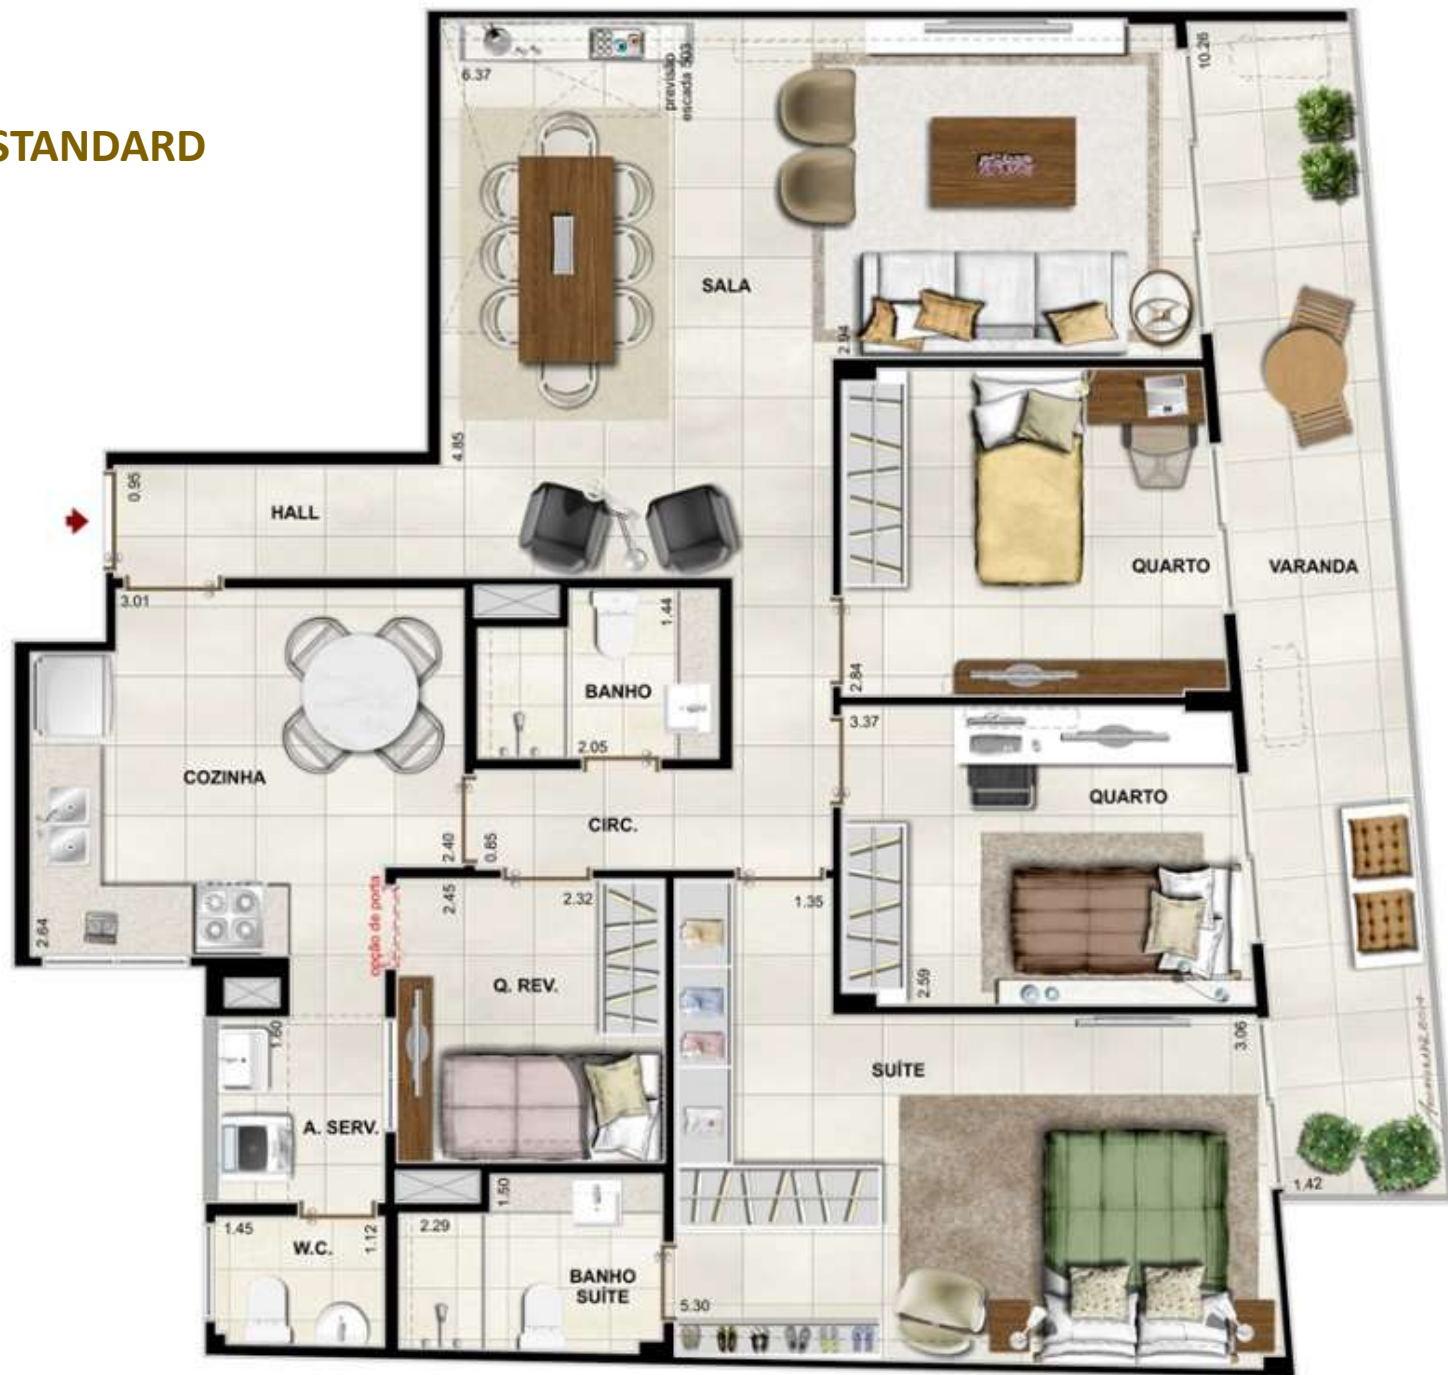 STANDARD
6.37
previsão
escada 503
10.26
SALA
2.94
4.85
0.95
HALL
3.01
1.44
BANHO
2.05
QUARTO
2.84
VARANDA
3.37
QUARTO
COZINHA
CIRC.
2.40
0.85
2.64
opção de porta
2.45
2.32
1.35
Q. REV.
2.59
1.60
SUÍTE
3.06
A. SERV.
1.50
1.42
1.45
W.C.
1.12
2.29
BANHO
SUÍTE
5.30